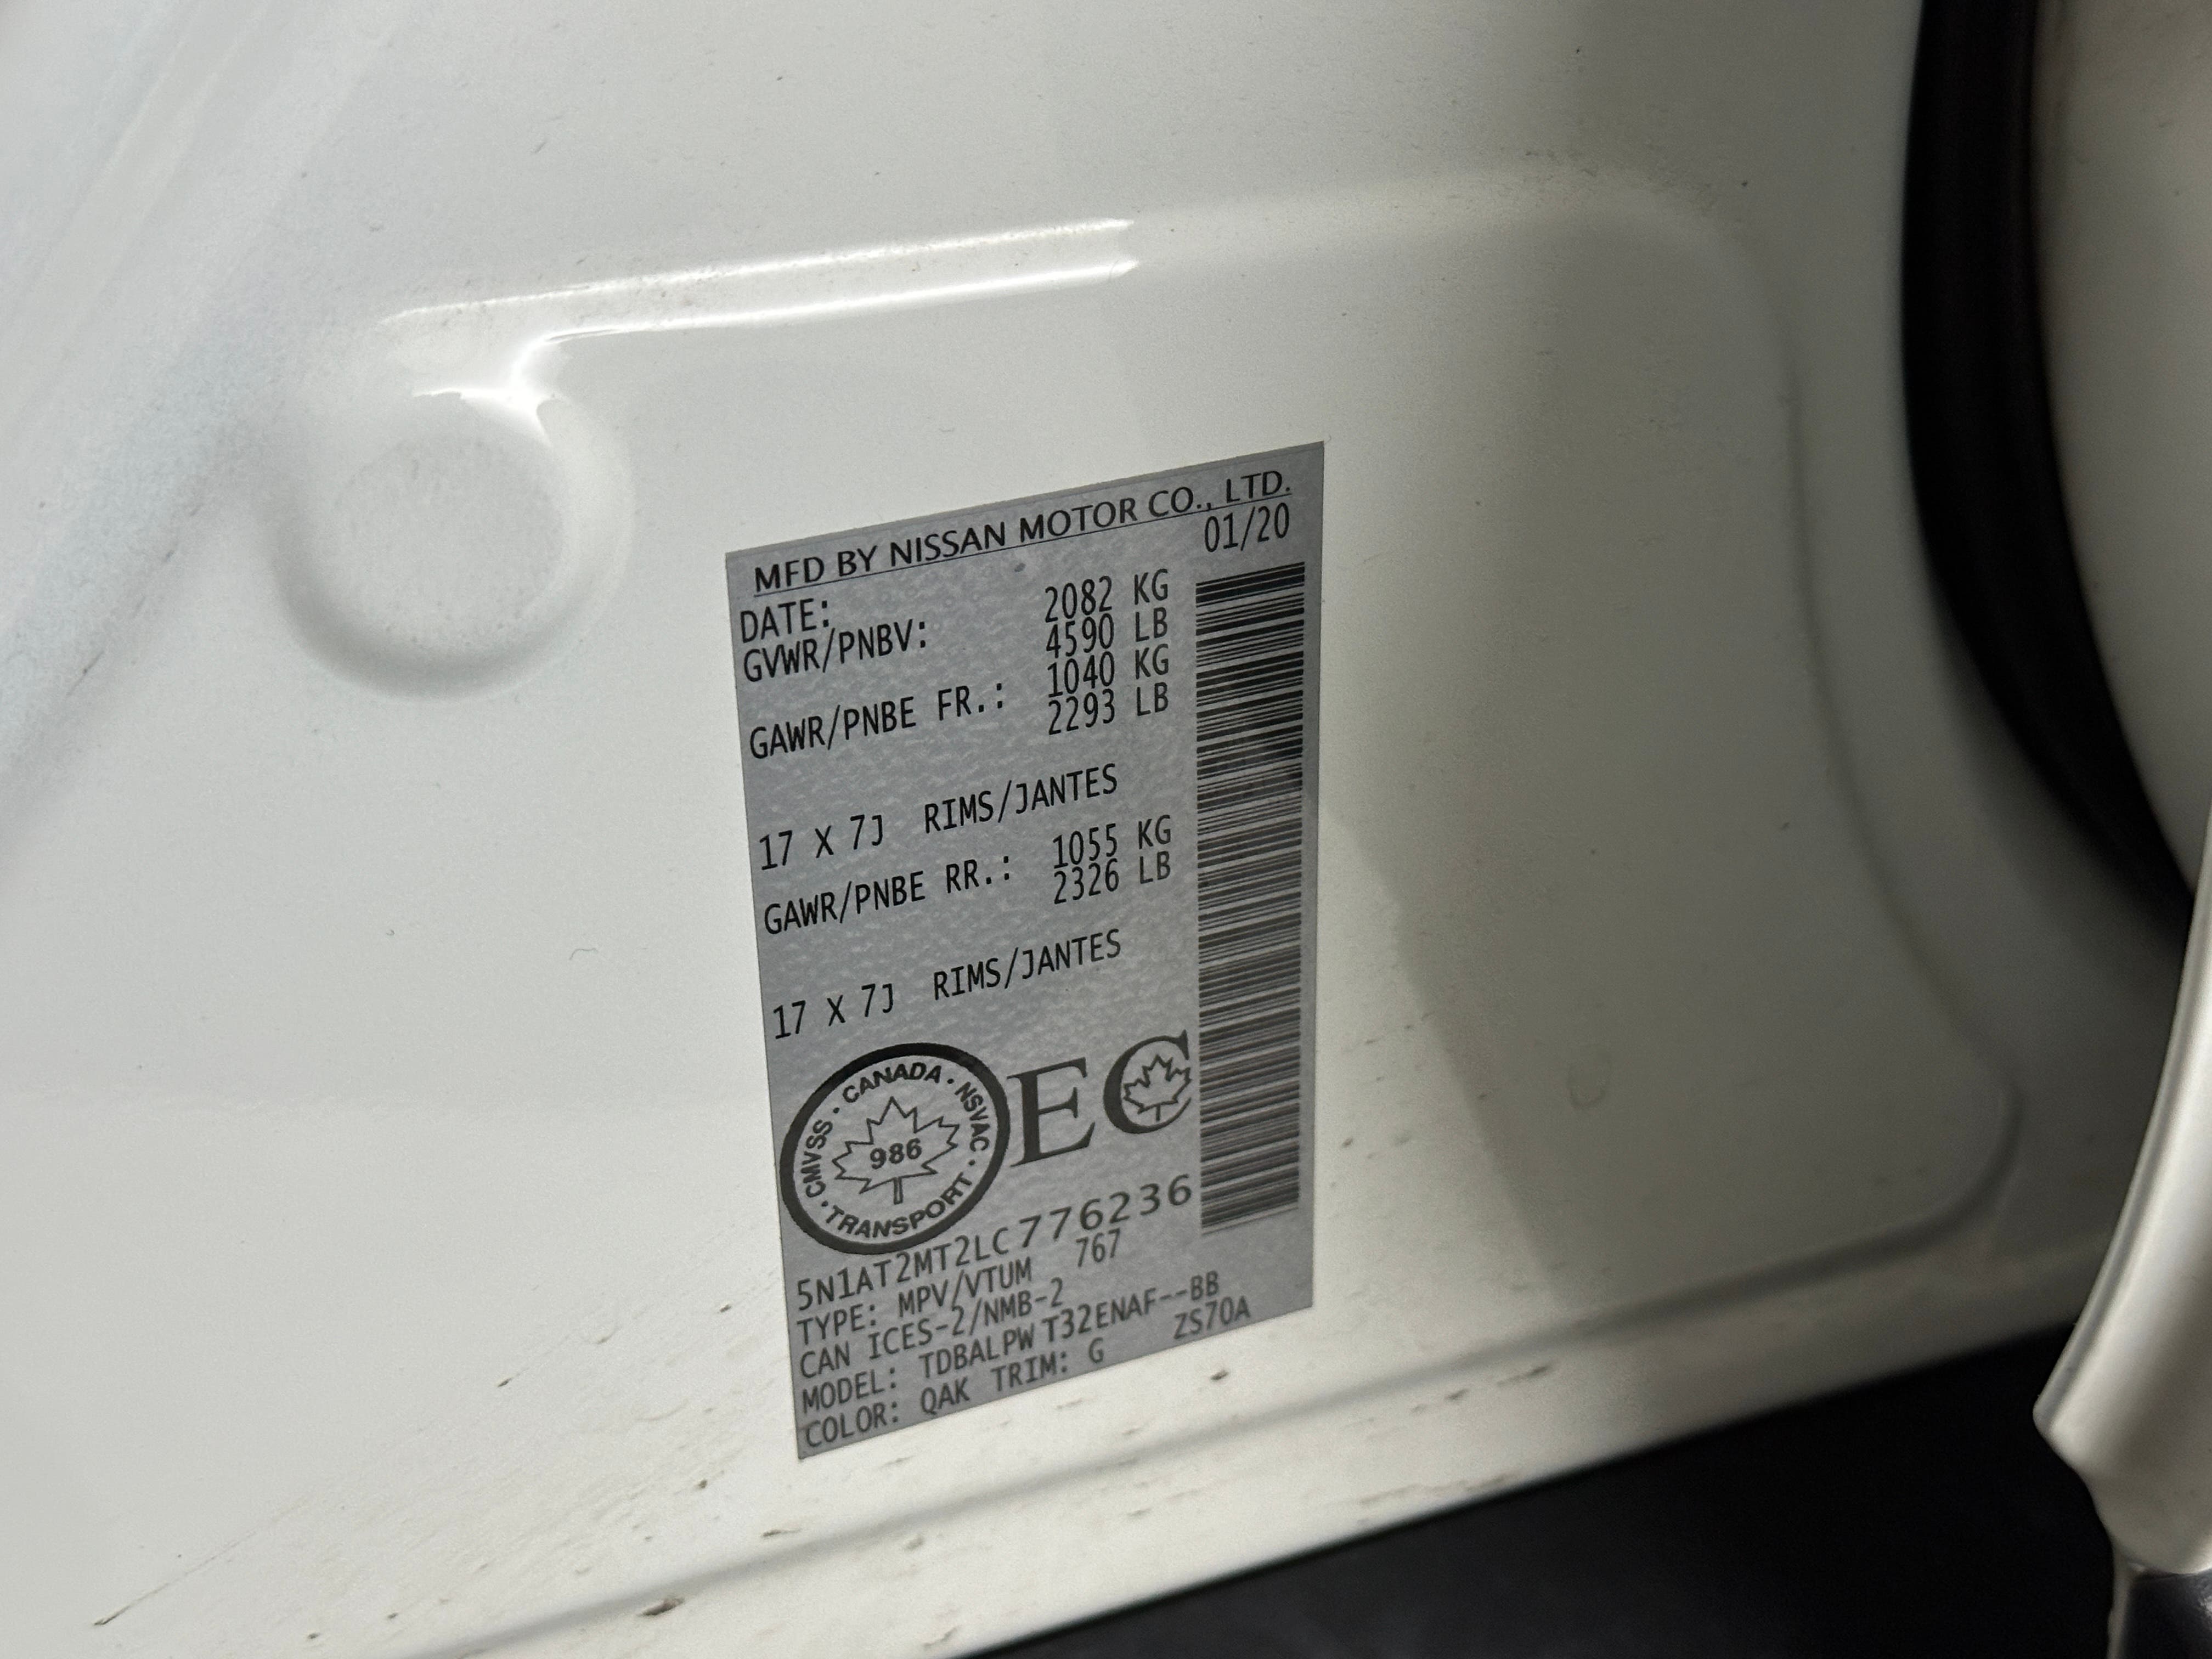 MFD BY NISSAN MOTOR CO., LTD.
DATE: 01/20
GVWR/PNBV: 2082 KG
4590 LB
GAWR/PNBE FR.: 1040 KG
2293 LB
17 X 7J RIMS/JANTES
GAWR/PNBE RR.: 1055 KG
2326 LB
17 X 7J RIMS/JANTES
CANADA · NSVAC · TRANSPORT · CMVSS ·
986
EC
5N1AT2MT2LC776236
TYPE: MPV/VTUM 767
CAN ICES-2/NMB-2
MODEL: TDBALPW T32ENAF--BB
COLOR: QAK TRIM: G ZS70A